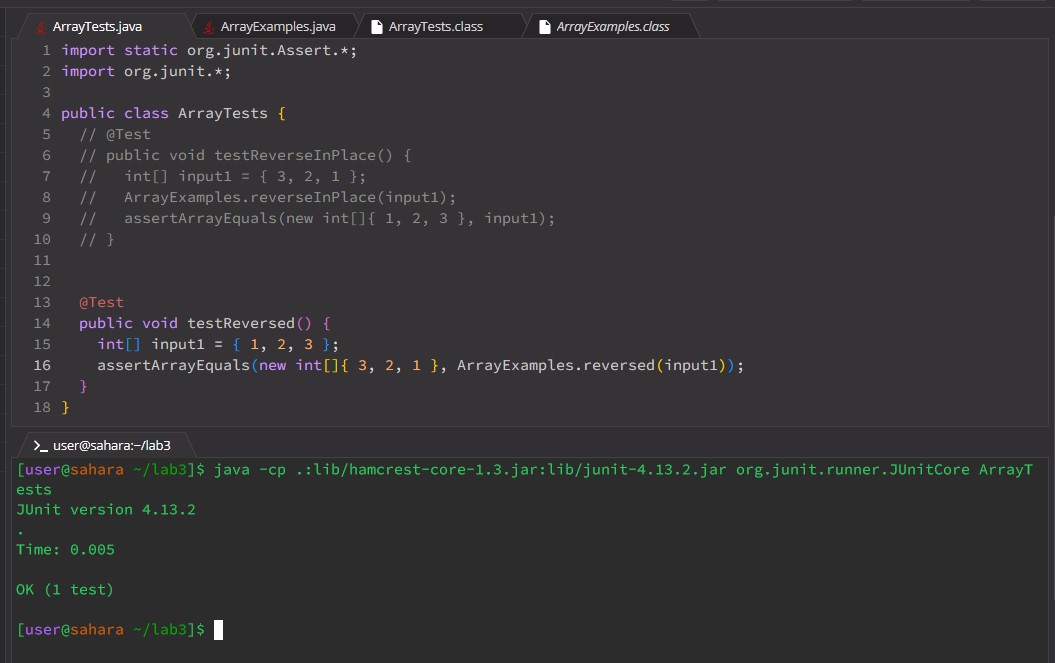 ArrayTests.java ArrayExamples.java ArrayTests.class ArrayExamples.class
1 import static org.junit.Assert.*;
2 import org.junit.*;
3
4 public class ArrayTests {
5   // @Test
6   // public void testReverseInPlace() {
7   //   int[] input1 = { 3, 2, 1 };
8   //   ArrayExamples.reverseInPlace(input1);
9   //   assertArrayEquals(new int[]{ 1, 2, 3 }, input1);
10   // }
11
12
13   @Test
14   public void testReversed() {
15     int[] input1 = { 1, 2, 3 };
16     assertArrayEquals(new int[]{ 3, 2, 1 }, ArrayExamples.reversed(input1));
17   }
18 }
>_ user@sahara:~/lab3
[user@sahara ~/lab3]$ java -cp .:lib/hamcrest-core-1.3.jar:lib/junit-4.13.2.jar org.junit.runner.JUnitCore ArrayT
ests
JUnit version 4.13.2
.
Time: 0.005
OK (1 test)
[user@sahara ~/lab3]$